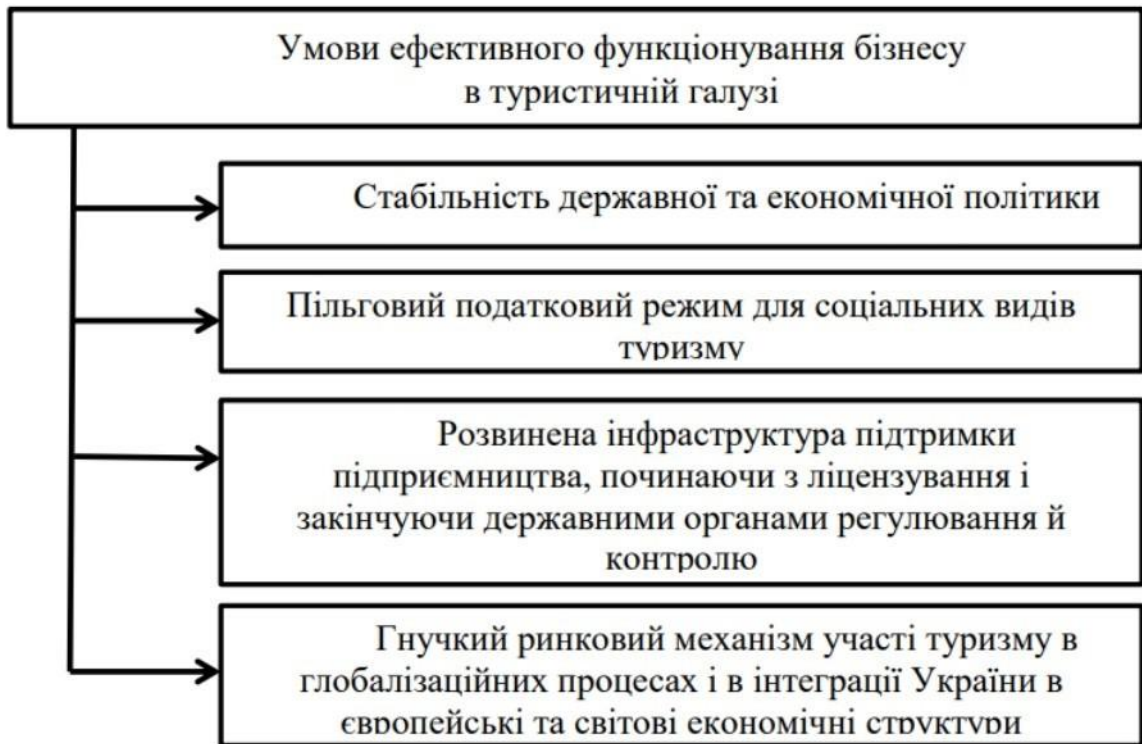 Умови ефективного функціонування бізнесу
в туристичній галузі
Стабільність державної та економічної політики
Пільговий податковий режим для соціальних видів
туризму
Розвинена інфраструктура підтримки
підприємництва, починаючи з ліцензування і
закінчуючи державними органами регулювання й
контролю
Гнучкий ринковий механізм участі туризму в
глобалізаційних процесах і в інтеграції України в
європейські та світові економічні структури